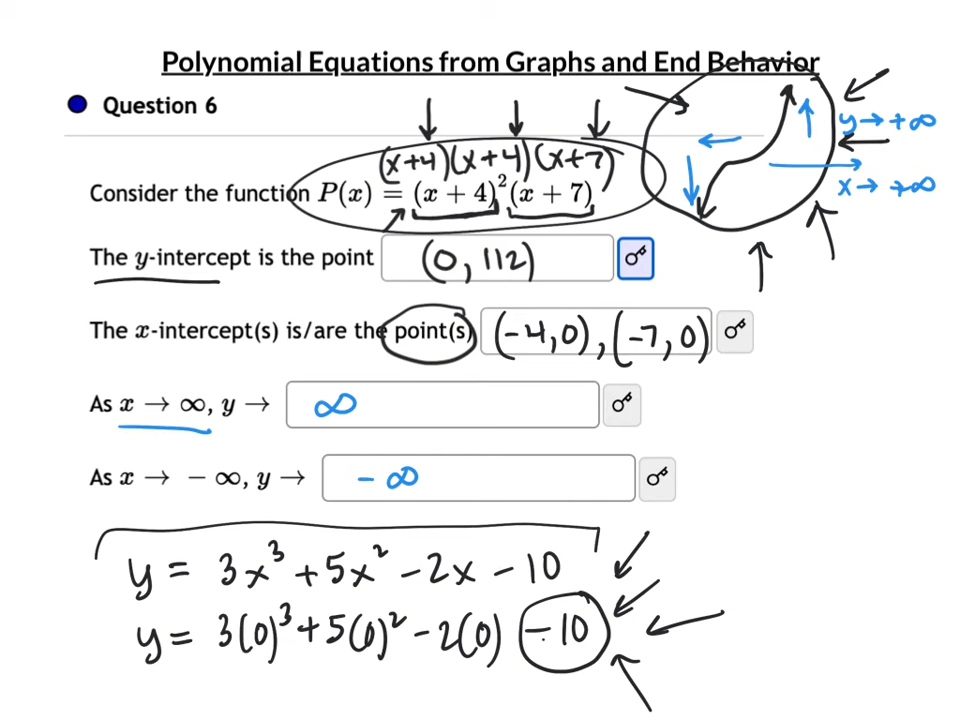 Polynomial Equations from Graphs and End Behavior
Question 6
y → +∞
(x+4)(x+4)(x+7)
x → +∞
Consider the function P(x) = (x + 4)²(x + 7)
The y-intercept is the point (0, 112)
The x-intercept(s) is/are the point(s) (-4,0), (-7, 0)
As x → ∞, y → ∞
As x → − ∞, y → - ∞
y = 3x³ + 5x² - 2x - 10
y = 3(0)³ + 5(0)² - 2(0) - 10